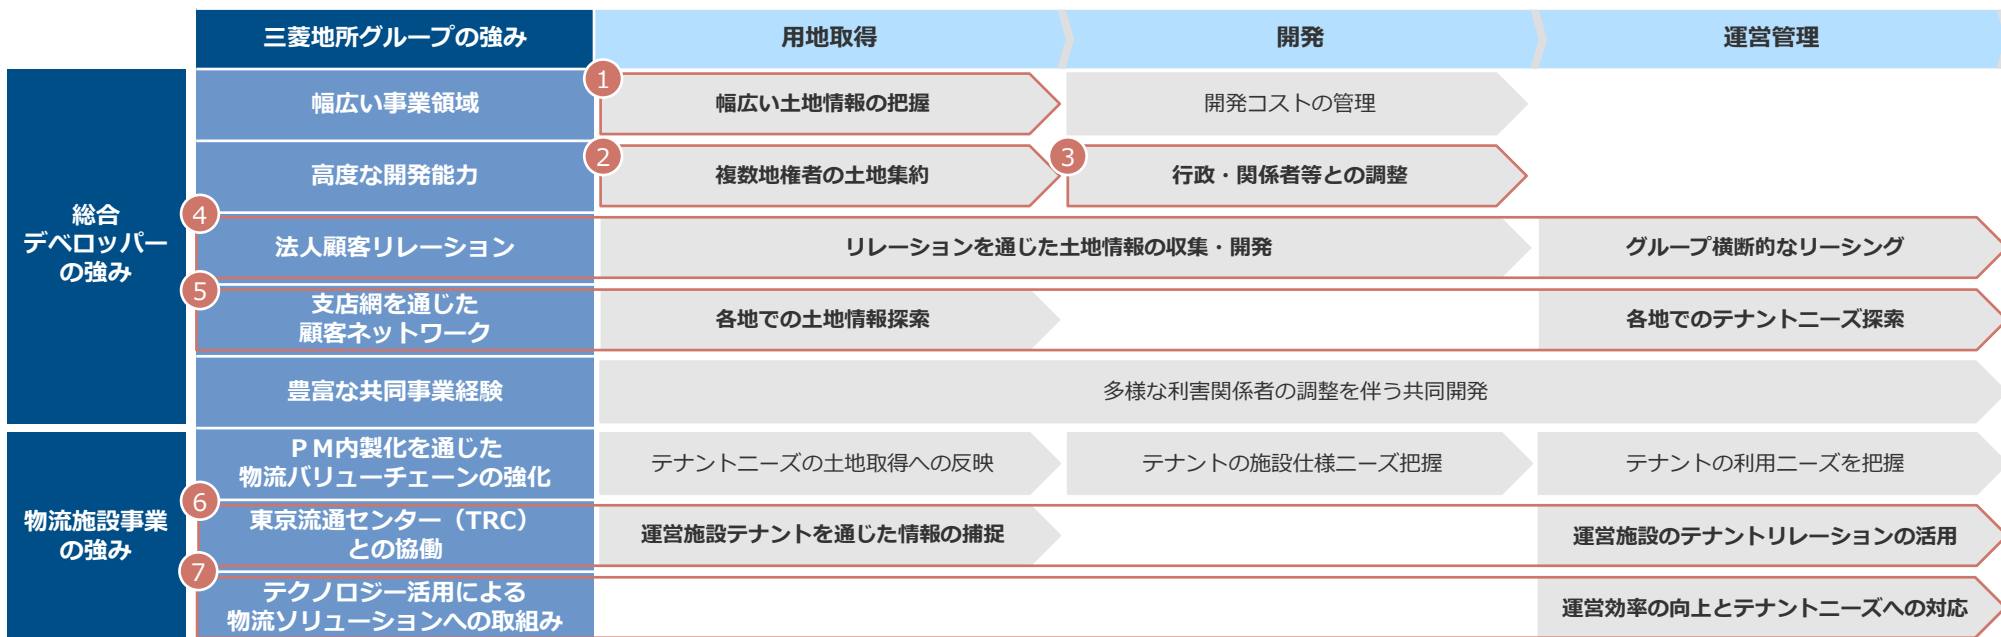 三菱地所グループの強み
用地取得
開発
運営管理
総合
デベロッパー
の強み
幅広い事業領域
1
幅広い土地情報の把握
開発コストの管理
高度な開発能力
2
複数地権者の土地集約
3
行政・関係者等との調整
4
法人顧客リレーション
リレーションを通じた土地情報の収集・開発
グループ横断的なリーシング
5
支店網を通じた
顧客ネットワーク
各地での土地情報探索
各地でのテナントニーズ探索
豊富な共同事業経験
多様な利害関係者の調整を伴う共同開発
物流施設事業
の強み
ＰＭ内製化を通じた
物流バリューチェーンの強化
テナントニーズの土地取得への反映
テナントの施設仕様ニーズ把握
テナントの利用ニーズを把握
6
東京流通センター（TRC）
との協働
運営施設テナントを通じた情報の捕捉
運営施設のテナントリレーションの活用
7
テクノロジー活用による
物流ソリューションへの取組み
運営効率の向上とテナントニーズへの対応